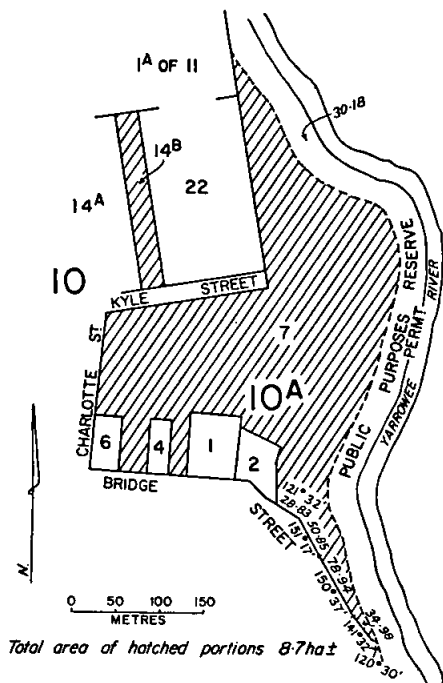 1A OF 11
30·18
14B
14A
22
10
KYLE STREET
CHARLOTTE ST.
7
10A
PUBLIC PURPOSES RESERVE
PERMT
YARROWEE RIVER
6
4
1
2
BRIDGE STREET
121° 32'
28·83
151° 17'
50·85
150° 37'
78·94
141° 32'
34·98
120° 30'
N
0 50 100 150
METRES
Total area of hatched portions 8·7ha±